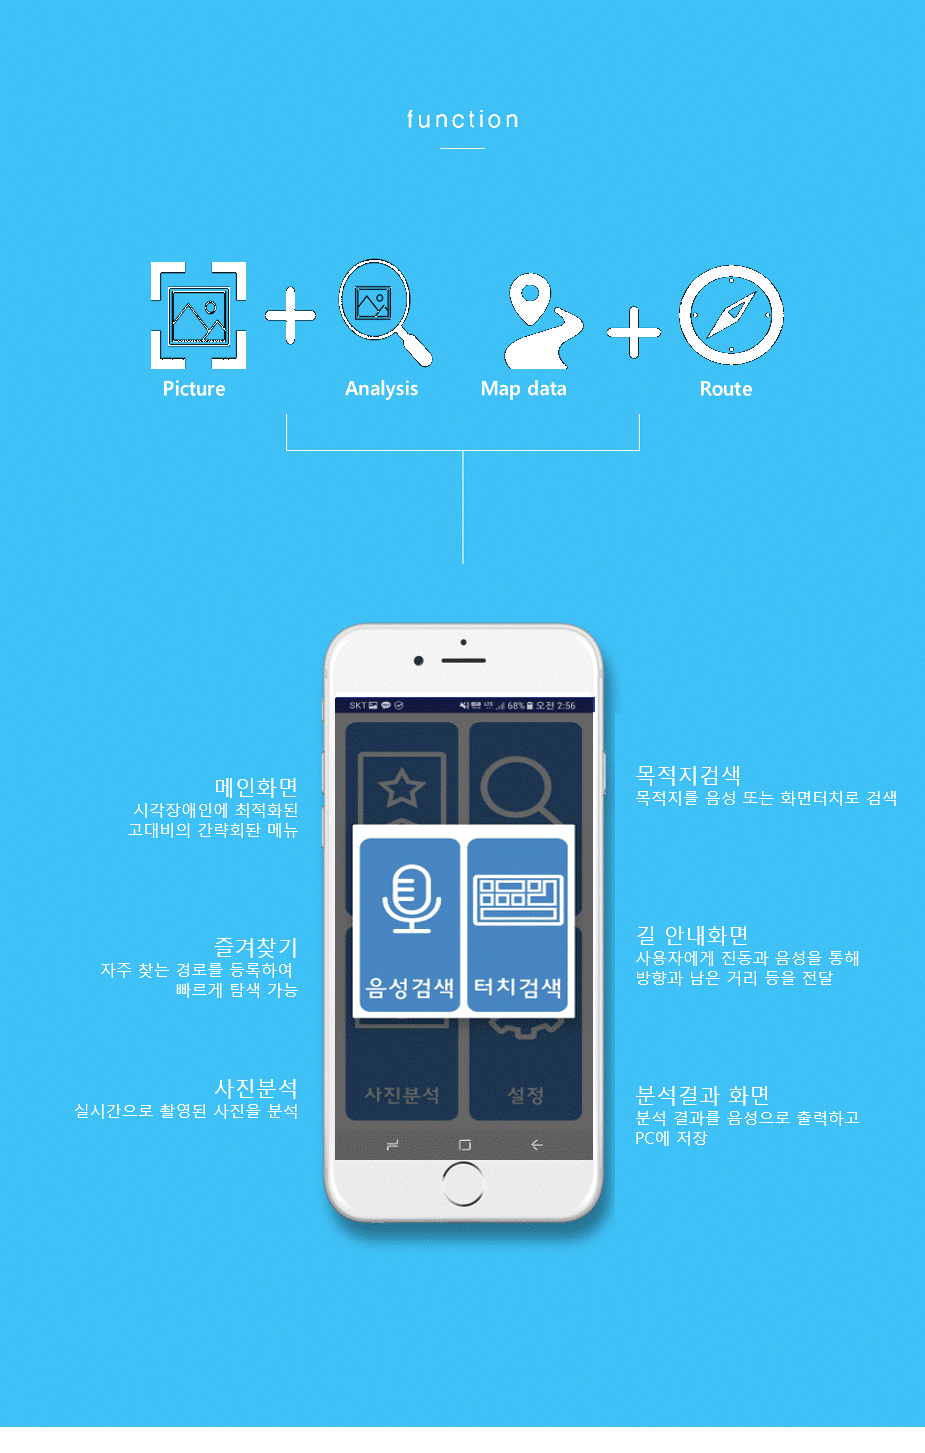 function
Picture
Analysis
Map data
Route
SKT
LTE
68%
오전 2:56
음성검색
터치검색
사진분석
설정
메인화면
시각장애인에 최적화된
고대비의 간략회된 메뉴
즐겨찾기
자주 찾는 경로를 등록하여
빠르게 탐색 가능
사진분석
실시간으로 촬영된 사진을 분석
목적지검색
목적지를 음성 또는 화면터치로 검색
길 안내화면
사용자에게 진동과 음성을 통해
방향과 남은 거리 등을 전달
분석결과 화면
분석 결과를 음성으로 출력하고
PC에 저장